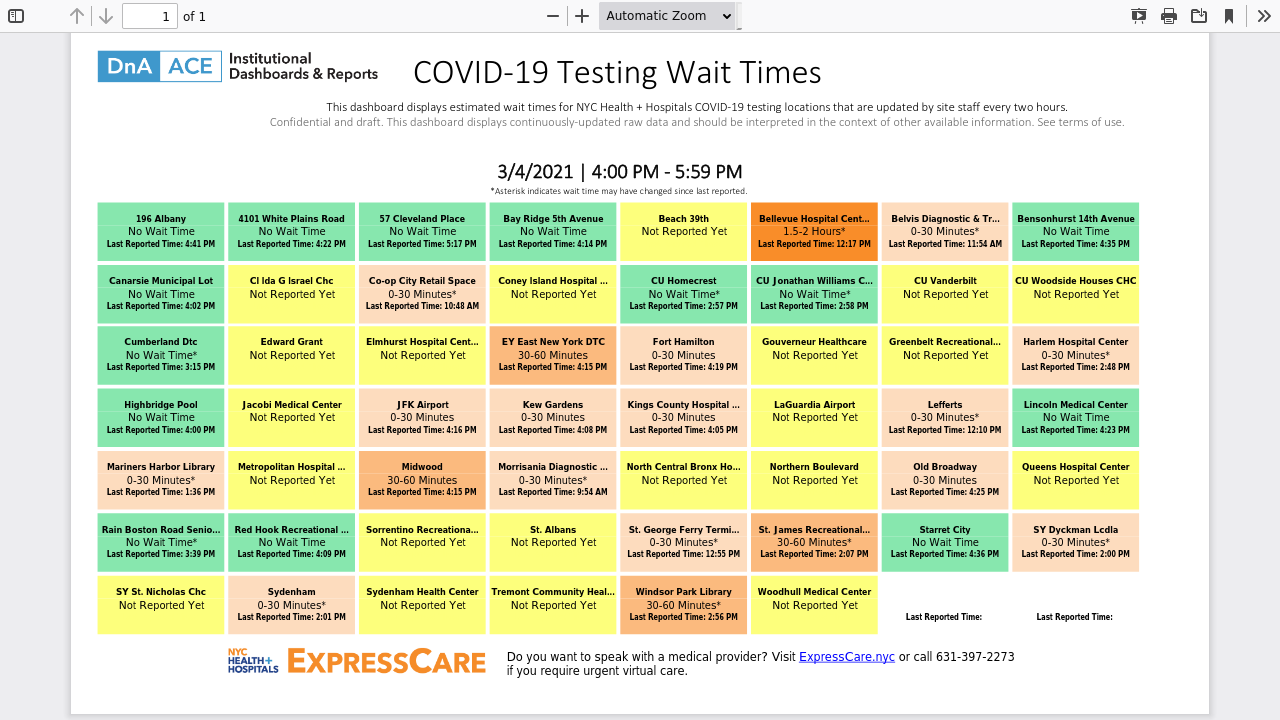 1 of 1 Automatic Zoom
DnA ACE Institutional
Dashboards & Reports
COVID-19 Testing Wait Times
This dashboard displays estimated wait times for NYC Health + Hospitals COVID-19 testing locations that are updated by site staff every two hours.
Confidential and draft. This dashboard displays continuously-updated raw data and should be interpreted in the context of other available information. See terms of use.
3/4/2021 | 4:00 PM - 5:59 PM
*Asterisk indicates wait time may have changed since last reported.
196 Albany
No Wait Time
Last Reported Time: 4:41 PM
4101 White Plains Road
No Wait Time
Last Reported Time: 4:22 PM
57 Cleveland Place
No Wait Time
Last Reported Time: 5:17 PM
Bay Ridge 5th Avenue
No Wait Time
Last Reported Time: 4:14 PM
Beach 39th
Not Reported Yet
Bellevue Hospital Cent...
1.5-2 Hours*
Last Reported Time: 12:17 PM
Belvis Diagnostic & Tr...
0-30 Minutes*
Last Reported Time: 11:54 AM
Bensonhurst 14th Avenue
No Wait Time
Last Reported Time: 4:35 PM
Canarsie Municipal Lot
No Wait Time
Last Reported Time: 4:02 PM
Cl Ida G Israel Chc
Not Reported Yet
Co-op City Retail Space
0-30 Minutes*
Last Reported Time: 10:48 AM
Coney Island Hospital ...
Not Reported Yet
CU Homecrest
No Wait Time*
Last Reported Time: 2:57 PM
CU Jonathan Williams C...
No Wait Time*
Last Reported Time: 2:58 PM
CU Vanderbilt
Not Reported Yet
CU Woodside Houses CHC
Not Reported Yet
Cumberland Dtc
No Wait Time*
Last Reported Time: 3:15 PM
Edward Grant
Not Reported Yet
Elmhurst Hospital Cent...
Not Reported Yet
EY East New York DTC
30-60 Minutes
Last Reported Time: 4:15 PM
Fort Hamilton
0-30 Minutes
Last Reported Time: 4:19 PM
Gouverneur Healthcare
Not Reported Yet
Greenbelt Recreational...
Not Reported Yet
Harlem Hospital Center
0-30 Minutes*
Last Reported Time: 2:48 PM
Highbridge Pool
No Wait Time
Last Reported Time: 4:00 PM
Jacobi Medical Center
Not Reported Yet
JFK Airport
0-30 Minutes
Last Reported Time: 4:16 PM
Kew Gardens
0-30 Minutes
Last Reported Time: 4:08 PM
Kings County Hospital ...
0-30 Minutes
Last Reported Time: 4:05 PM
LaGuardia Airport
Not Reported Yet
Lefferts
0-30 Minutes*
Last Reported Time: 12:10 PM
Lincoln Medical Center
No Wait Time
Last Reported Time: 4:23 PM
Mariners Harbor Library
0-30 Minutes*
Last Reported Time: 1:36 PM
Metropolitan Hospital ...
Not Reported Yet
Midwood
30-60 Minutes
Last Reported Time: 4:15 PM
Morrisania Diagnostic ...
0-30 Minutes*
Last Reported Time: 9:54 AM
North Central Bronx Ho...
Not Reported Yet
Northern Boulevard
Not Reported Yet
Old Broadway
0-30 Minutes
Last Reported Time: 4:25 PM
Queens Hospital Center
Not Reported Yet
Rain Boston Road Senio...
No Wait Time*
Last Reported Time: 3:39 PM
Red Hook Recreational ...
No Wait Time
Last Reported Time: 4:09 PM
Sorrentino Recreationa...
Not Reported Yet
St. Albans
Not Reported Yet
St. George Ferry Termi...
0-30 Minutes*
Last Reported Time: 12:55 PM
St. James Recreational...
30-60 Minutes*
Last Reported Time: 2:07 PM
Starret City
No Wait Time
Last Reported Time: 4:36 PM
SY Dyckman Lcdla
0-30 Minutes*
Last Reported Time: 2:00 PM
SY St. Nicholas Chc
Not Reported Yet
Sydenham
0-30 Minutes*
Last Reported Time: 2:01 PM
Sydenham Health Center
Not Reported Yet
Tremont Community Heal...
Not Reported Yet
Windsor Park Library
30-60 Minutes*
Last Reported Time: 2:56 PM
Woodhull Medical Center
Not Reported Yet
Last Reported Time:
Last Reported Time:
NYC
HEALTH+
HOSPITALS
EXPRESSCARE
Do you want to speak with a medical provider? Visit ExpressCare.nyc or call 631-397-2273
if you require urgent virtual care.